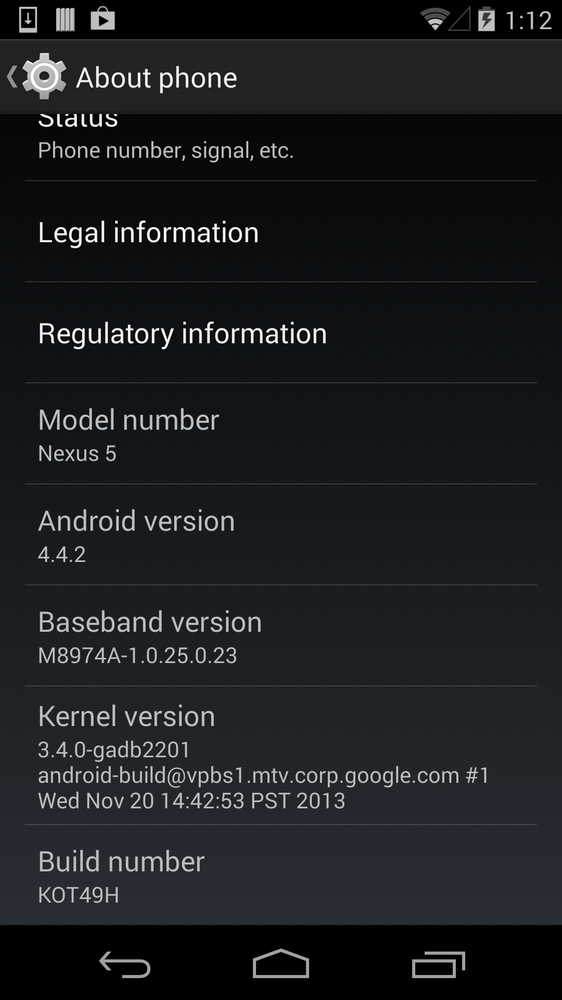 1:12
About phone
Status
Phone number, signal, etc.
Legal information
Regulatory information
Model number
Nexus 5
Android version
4.4.2
Baseband version
M8974A-1.0.25.0.23
Kernel version
3.4.0-gadb2201
android-build@vpbs1.mtv.corp.google.com #1
Wed Nov 20 14:42:53 PST 2013
Build number
KOT49H